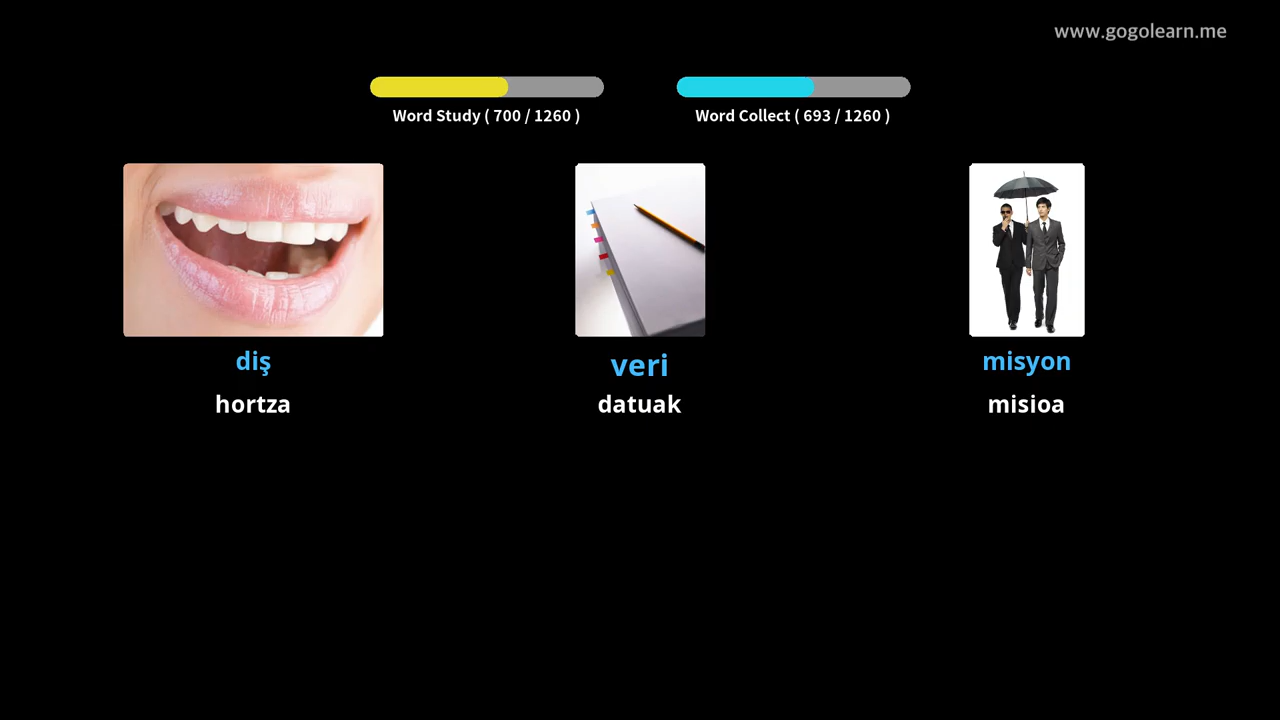 www.gogolearn.me
Word Study ( 700 / 1260 )
Word Collect ( 693 / 1260 )
diş
veri
misyon
hortza
datuak
misioa